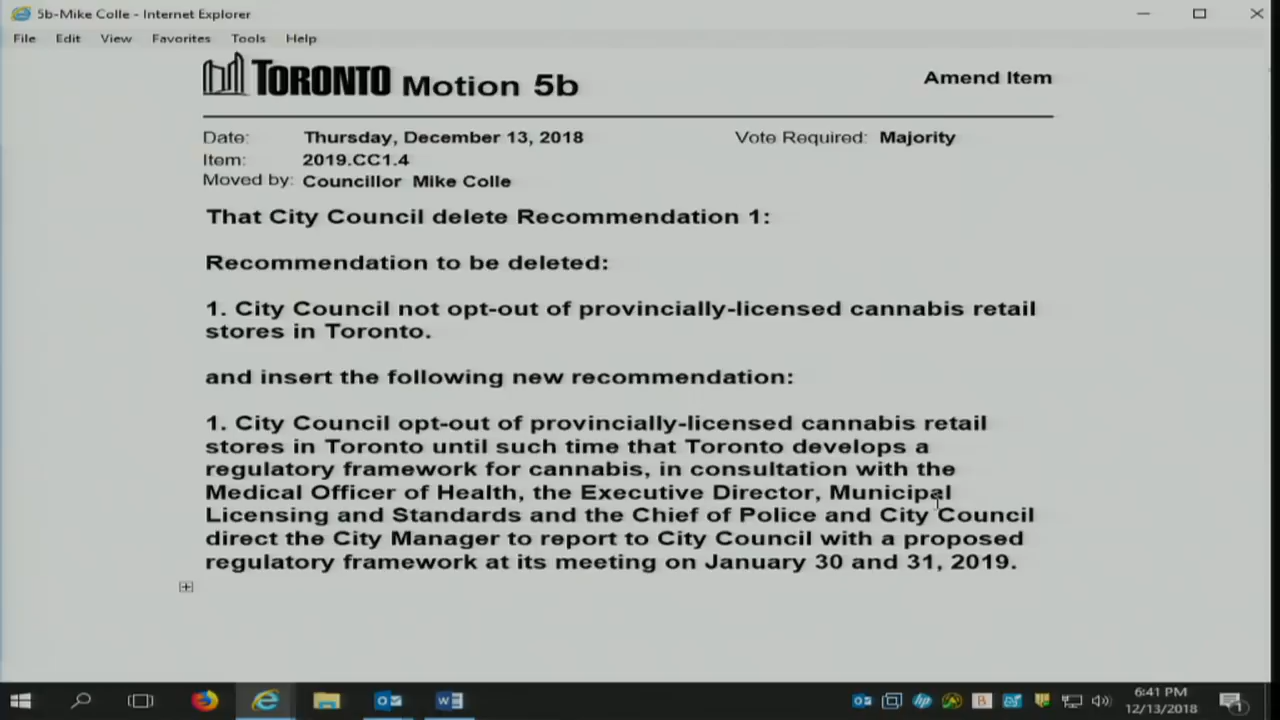 5b-Mike Colle - Internet Explorer
File Edit View Favorites Tools Help
TORONTO Motion 5b
Amend Item
Date: Thursday, December 13, 2018
Vote Required: Majority
Item: 2019.CC1.4
Moved by: Councillor Mike Colle
That City Council delete Recommendation 1:
Recommendation to be deleted:
1. City Council not opt-out of provincially-licensed cannabis retail
stores in Toronto.
and insert the following new recommendation:
1. City Council opt-out of provincially-licensed cannabis retail
stores in Toronto until such time that Toronto develops a
regulatory framework for cannabis, in consultation with the
Medical Officer of Health, the Executive Director, Municipal
Licensing and Standards and the Chief of Police and City Council
direct the City Manager to report to City Council with a proposed
regulatory framework at its meeting on January 30 and 31, 2019.
6:41 PM
12/13/2018